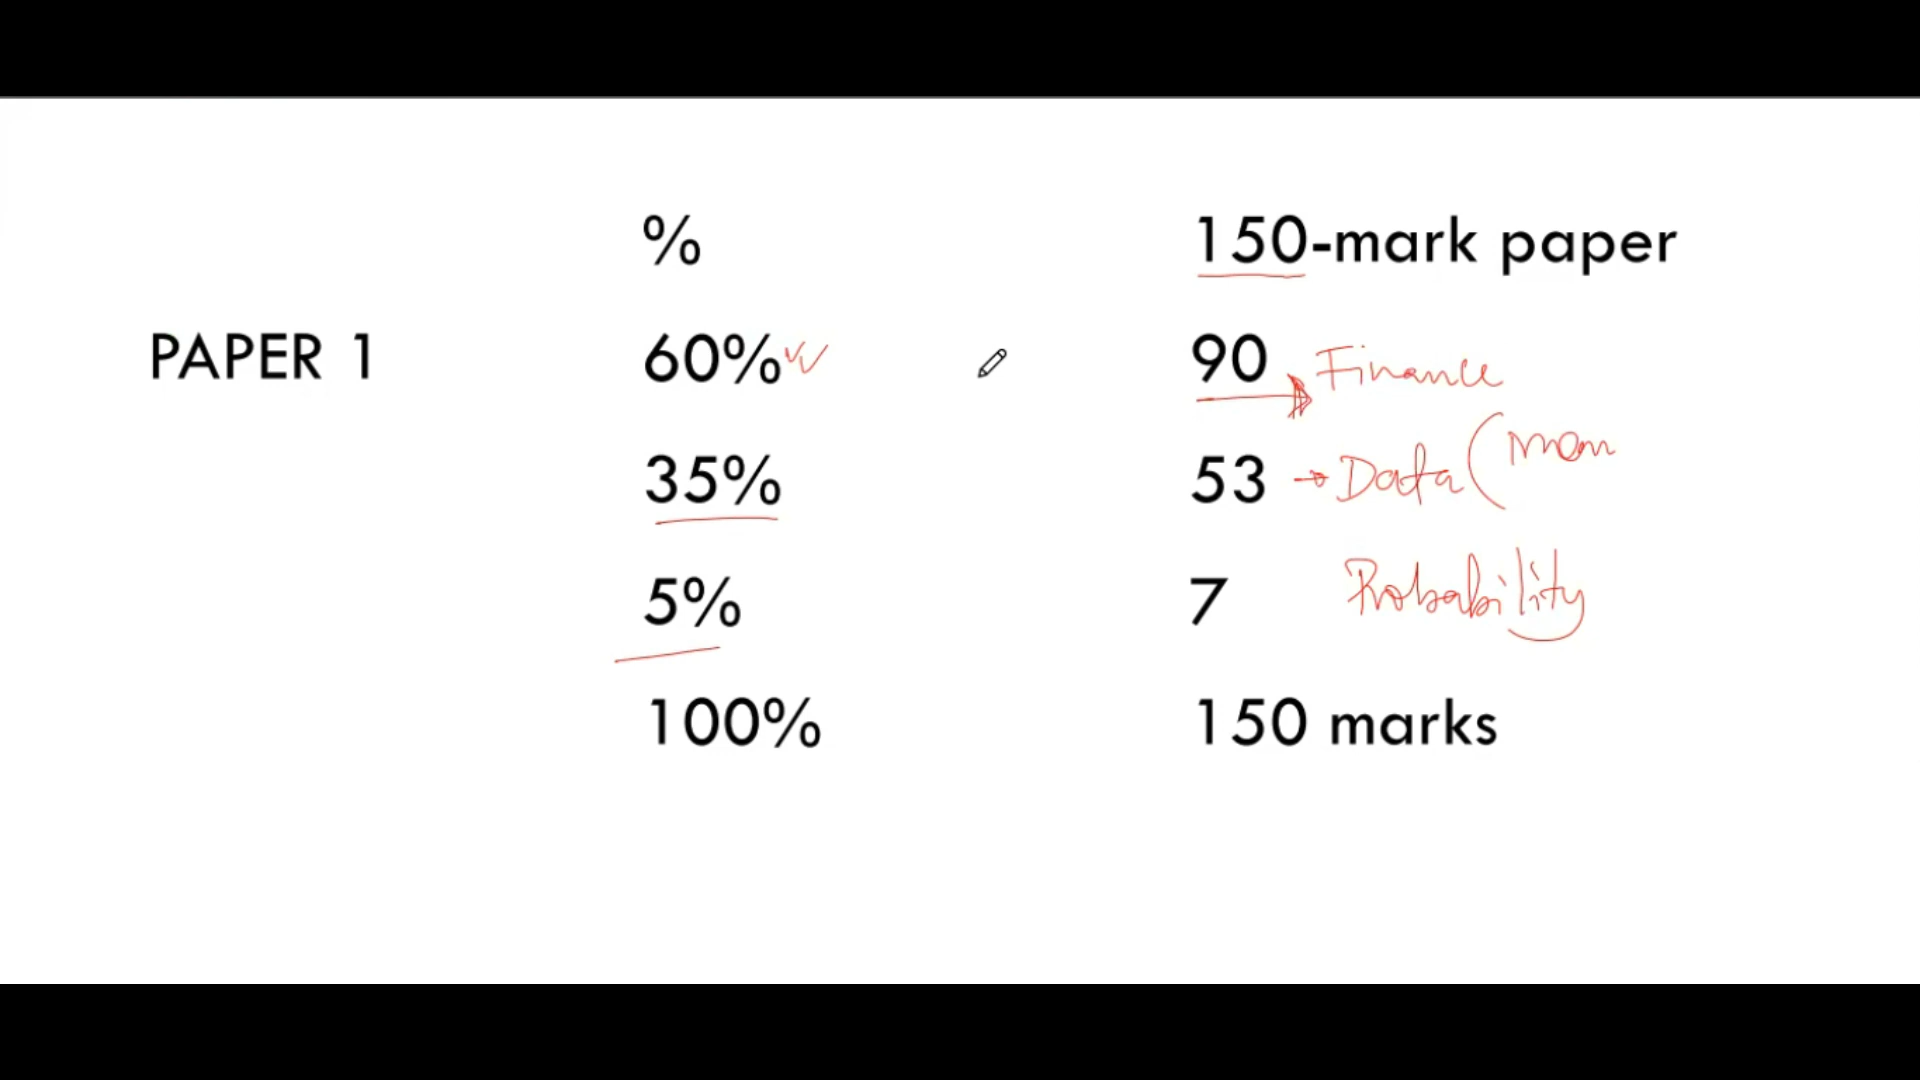 % 150-mark paper
PAPER 1 60% 90 Finance
35% 53 → Data (
5% 7 Probability
100% 150 marks